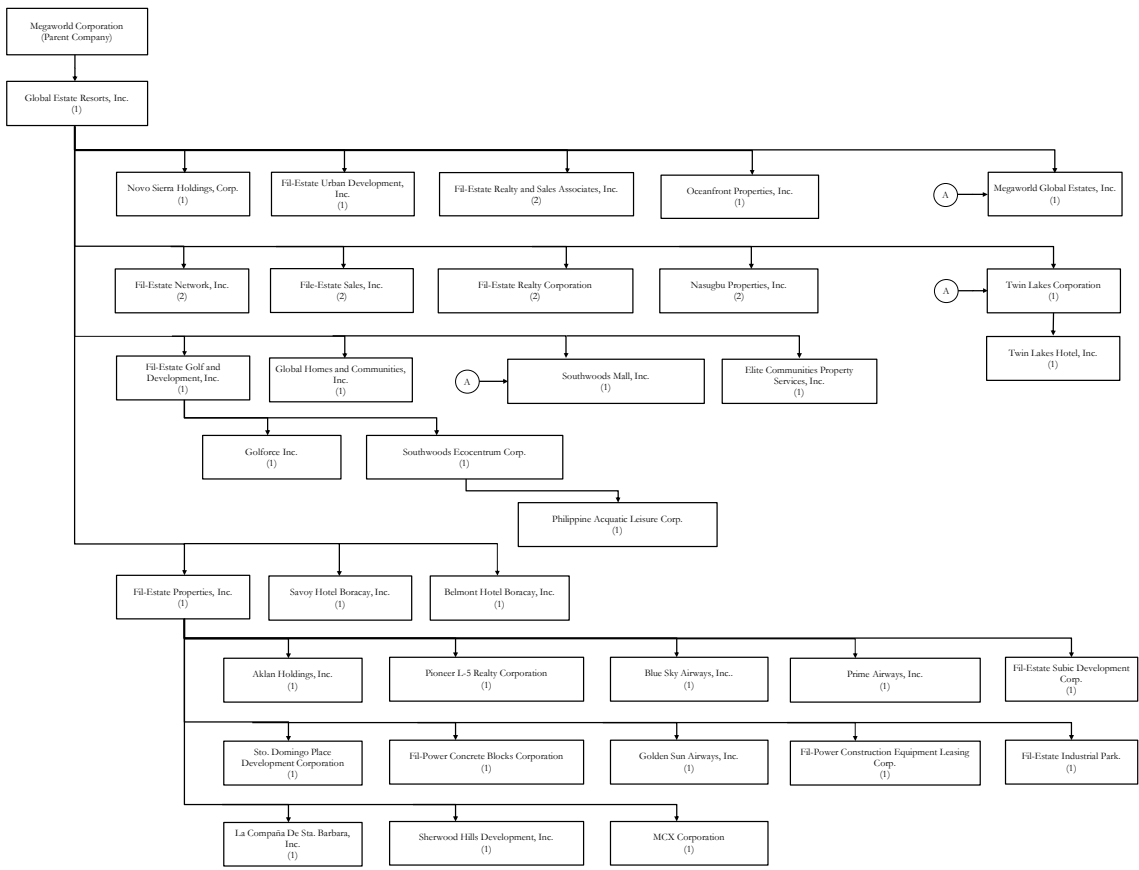 Megaworld Corporation
(Parent Company)
Global Estate Resorts, Inc.
(1)
Novo Sierra Holdings, Corp.
(1)
Fil-Estate Urban Development,
Inc.
(1)
Fil-Estate Realty and Sales Associates, Inc.
(2)
Oceanfront Properties, Inc.
(1)
A
Megaworld Global Estates, Inc.
(1)
Fil-Estate Network, Inc.
(2)
File-Estate Sales, Inc.
(2)
Fil-Estate Realty Corporation
(2)
Nasugbu Properties, Inc.
(2)
A
Twin Lakes Corporation
(1)
Twin Lakes Hotel, Inc.
(1)
Fil-Estate Golf and
Development, Inc.
(1)
Global Homes and Communities,
Inc.
(1)
A
Southwoods Mall, Inc.
(1)
Elite Communities Property
Services, Inc.
(1)
Golforce Inc.
(1)
Southwoods Ecocentrum Corp.
(1)
Philippine Acquatic Leisure Corp.
(1)
Fil-Estate Properties, Inc.
(1)
Savoy Hotel Boracay, Inc.
(1)
Belmont Hotel Boracay, Inc.
(1)
Aklan Holdings, Inc.
(1)
Pioneer L-5 Realty Corporation
(1)
Blue Sky Airways, Inc..
(1)
Prime Airways, Inc.
(1)
Fil-Estate Subic Development
Corp.
(1)
Sto. Domingo Place
Development Corporation
(1)
Fil-Power Concrete Blocks Corporation
(1)
Golden Sun Airways, Inc.
(1)
Fil-Power Construction Equipment Leasing
Corp.
(1)
Fil-Estate Industrial Park.
(1)
La Compaña De Sta. Barbara,
Inc.
(1)
Sherwood Hills Development, Inc.
(1)
MCX Corporation
(1)